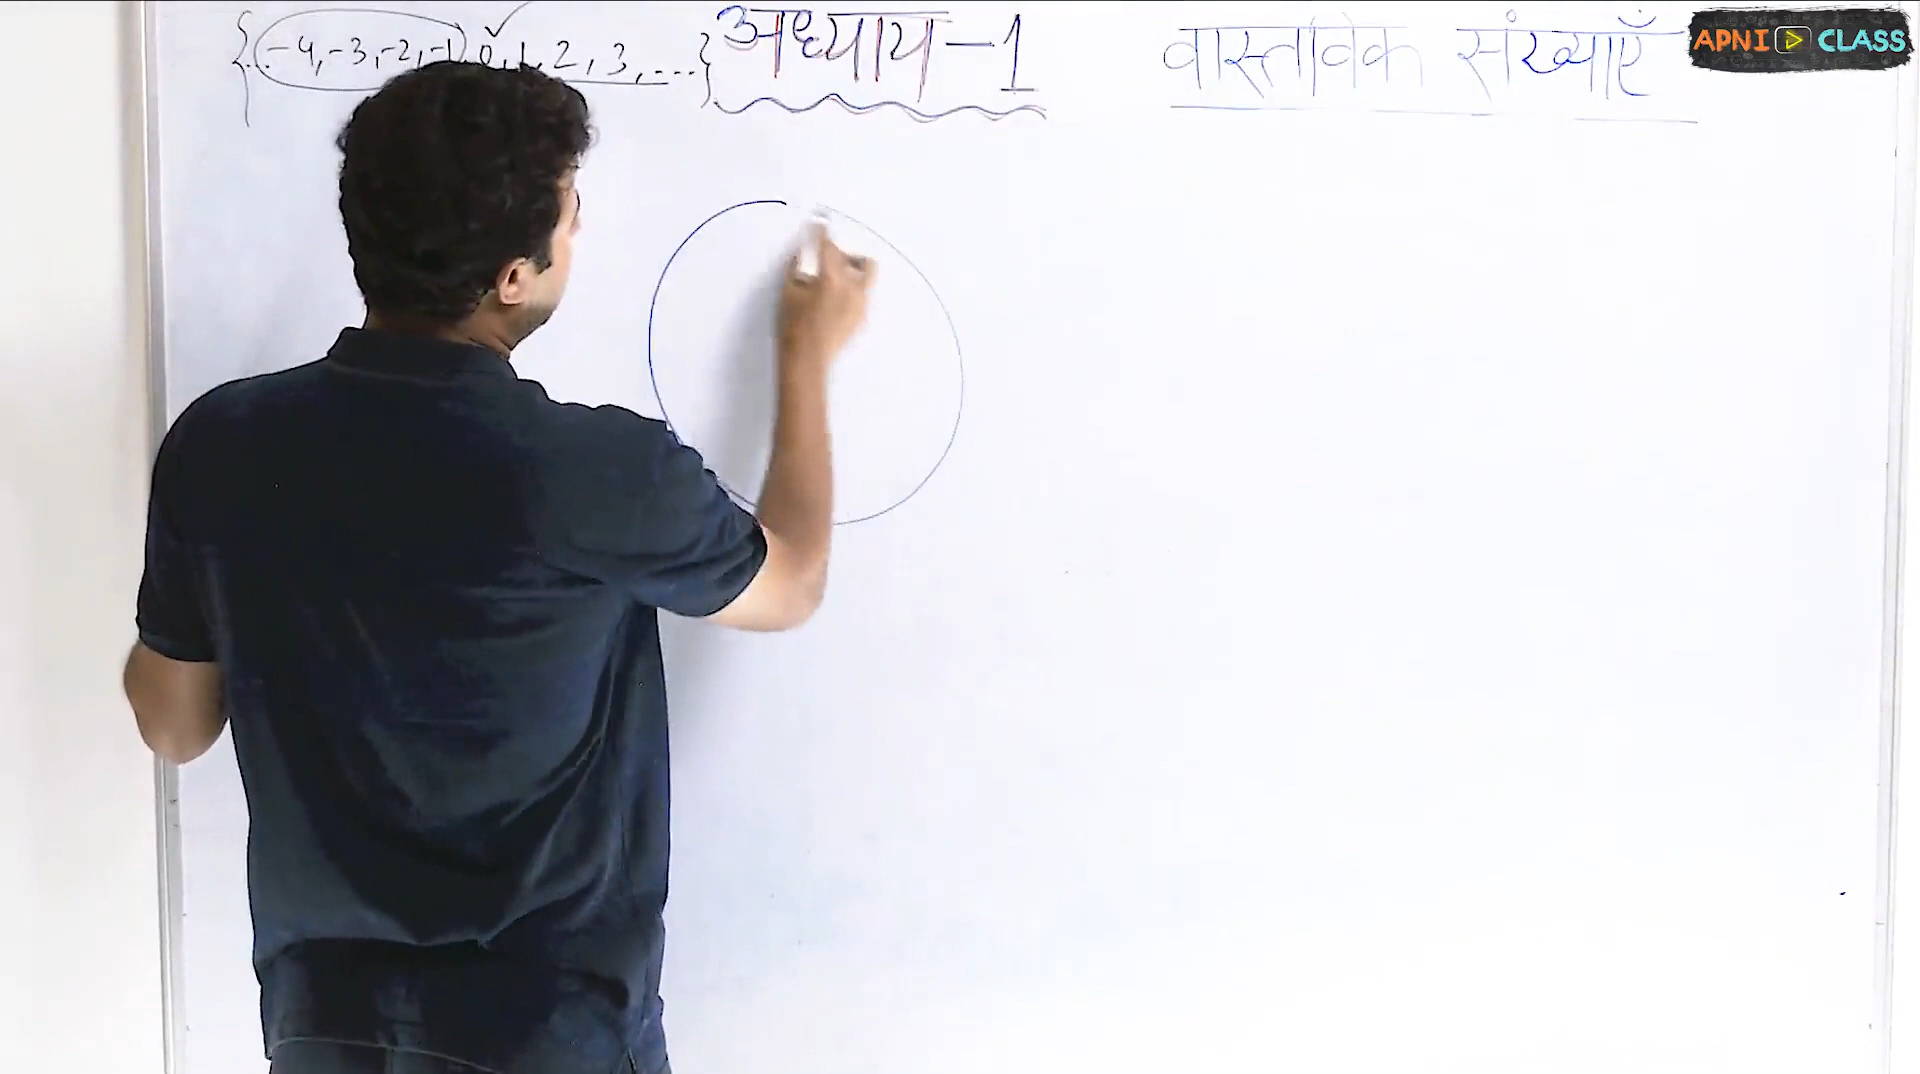 {...-4,-3,-2,-1, 0, 1, 2, 3, ...}
अध्याय-1
वास्तविक संख्याएँ
APNI CLASS